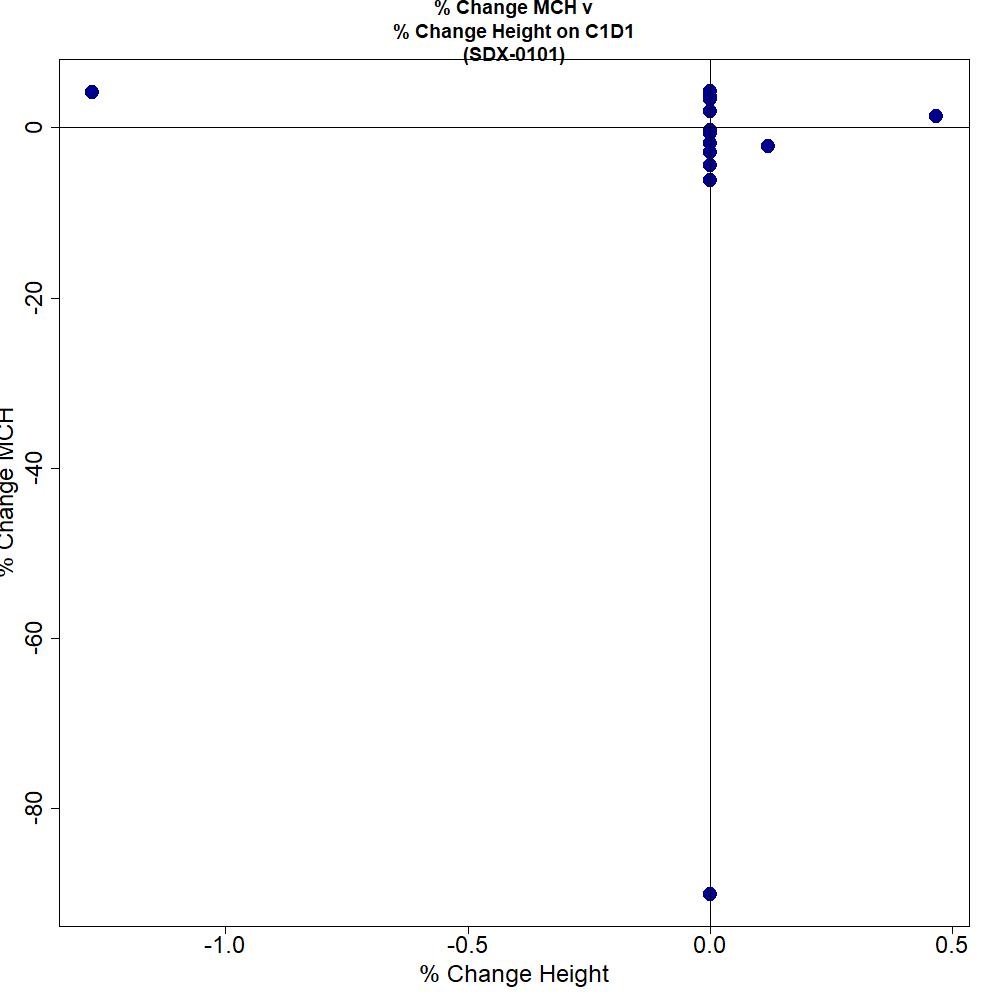 % Change MCH v
% Change Height on C1D1
(SDX-0101)
0
-20
-40
-60
-80
% Change MCH
-1.0
-0.5
0.0
0.5
% Change Height